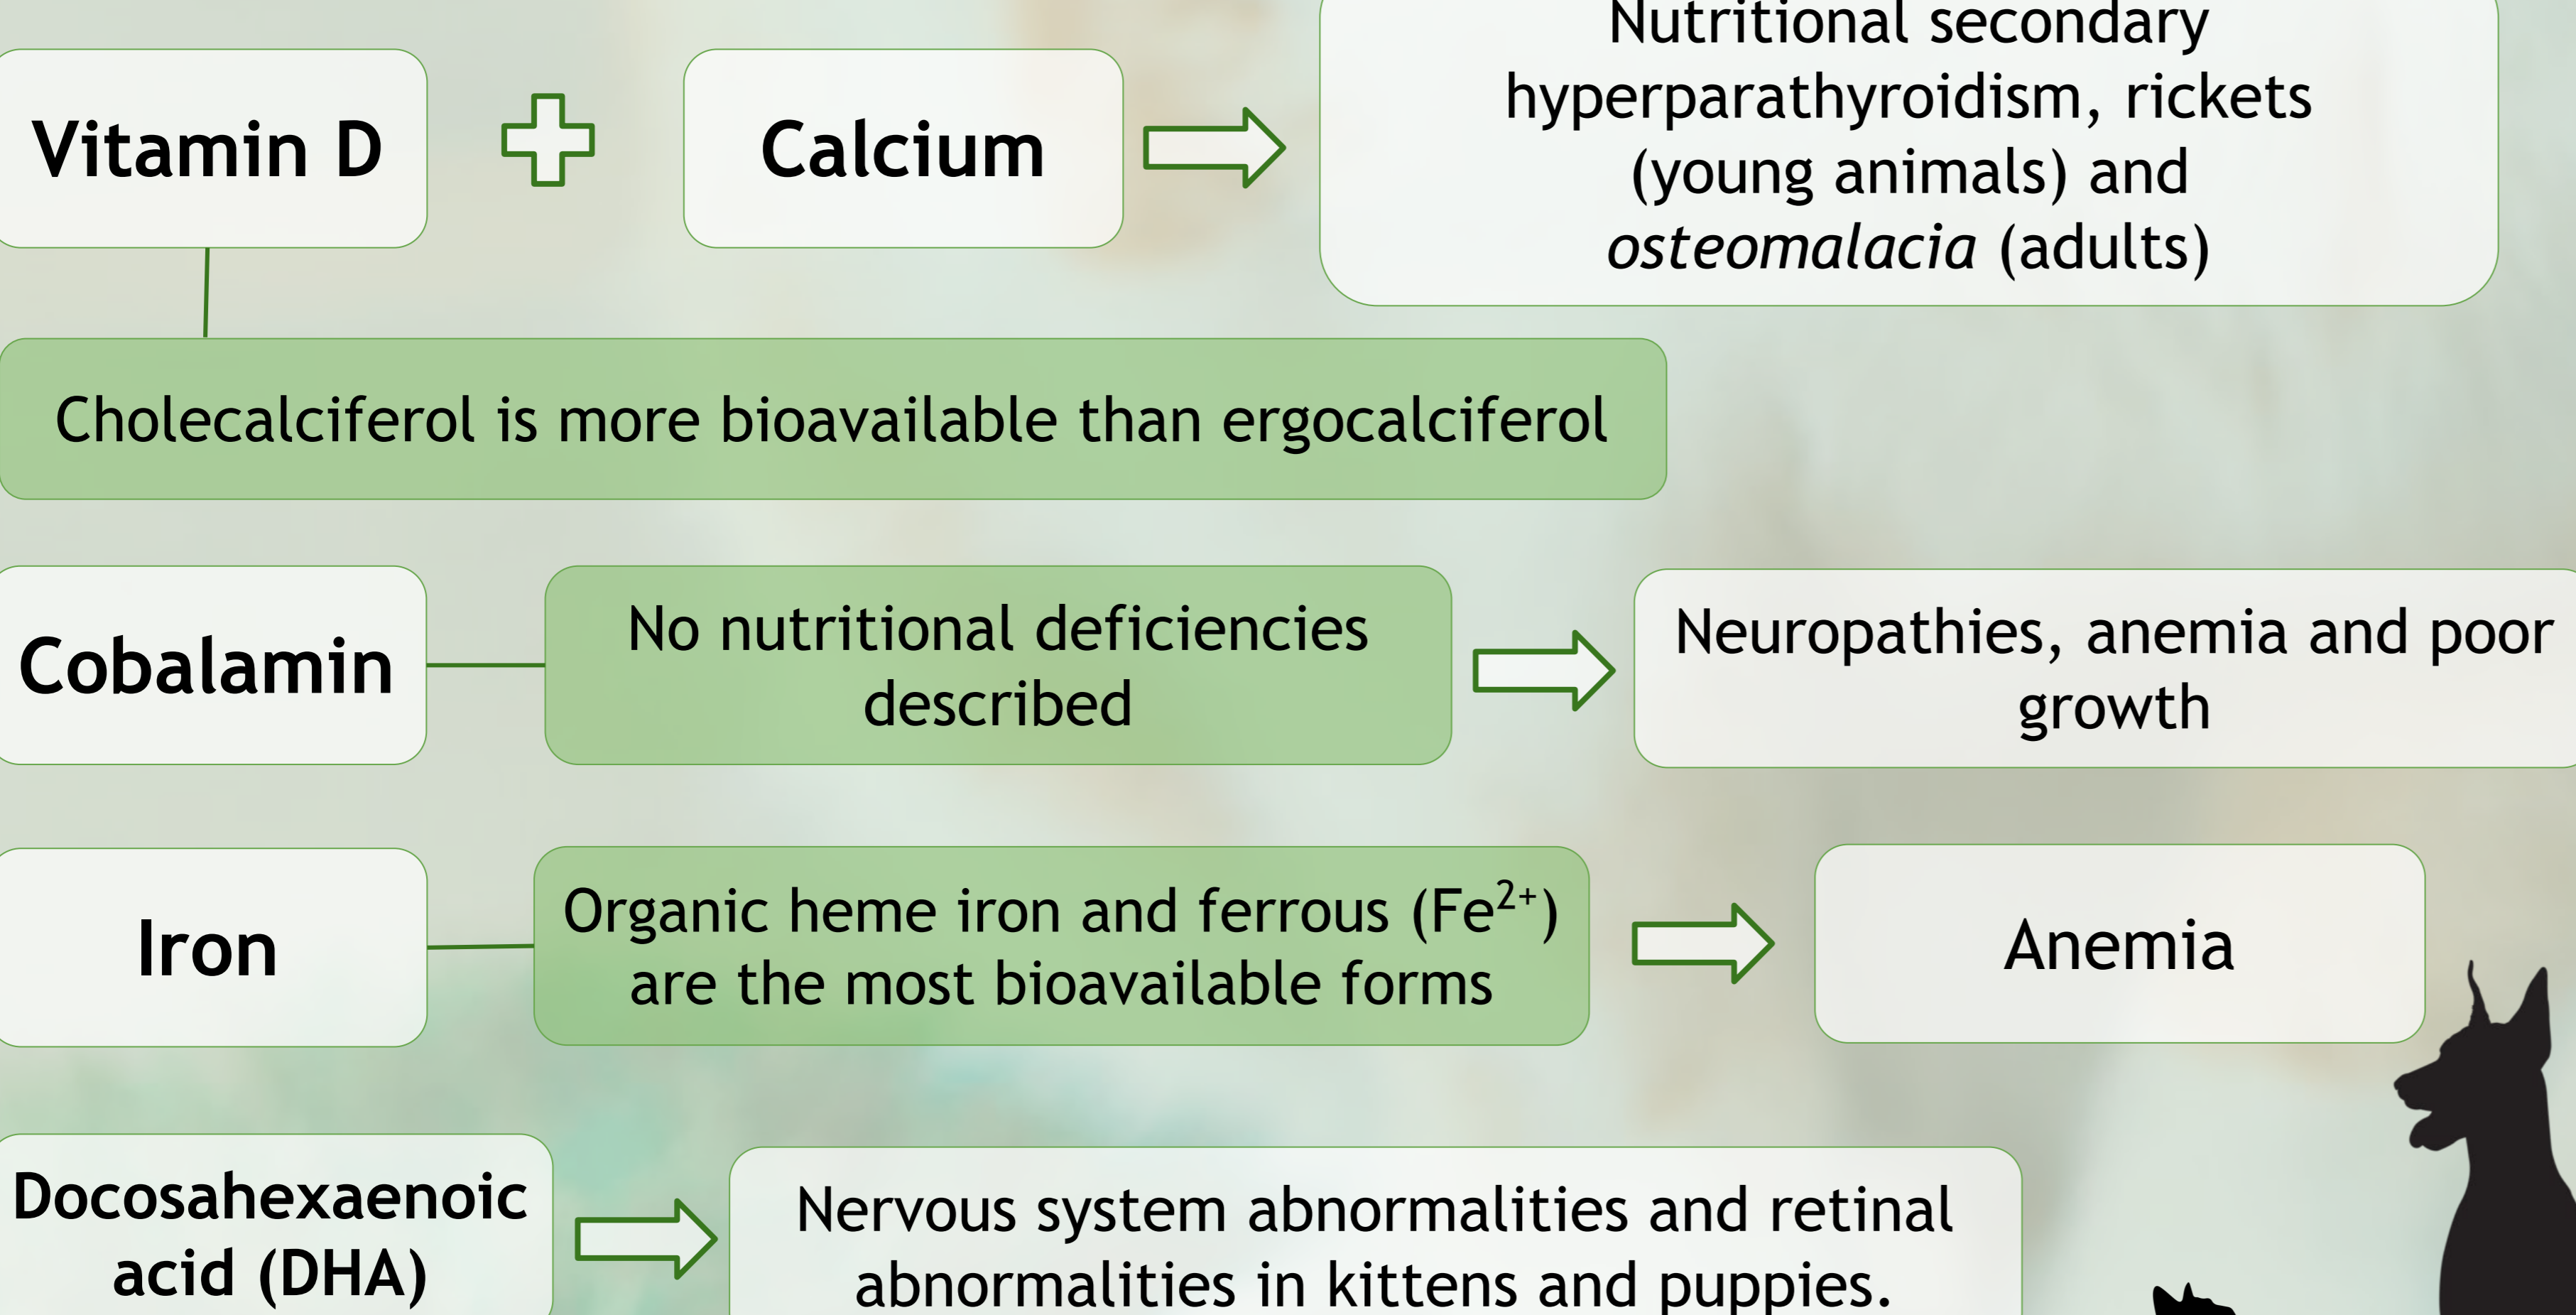 Nutritional secondary
hyperparathyroidism, rickets
(young animals) and
osteomalacia (adults)
Vitamin D
Calcium
Cholecalciferol is more bioavailable than ergocalciferol
Cobalamin
No nutritional deficiencies
described
Neuropathies, anemia and poor
growth
Iron
Organic heme iron and ferrous (Fe²⁺)
are the most bioavailable forms
Anemia
Docosahexaenoic
acid (DHA)
Nervous system abnormalities and retinal
abnormalities in kittens and puppies.